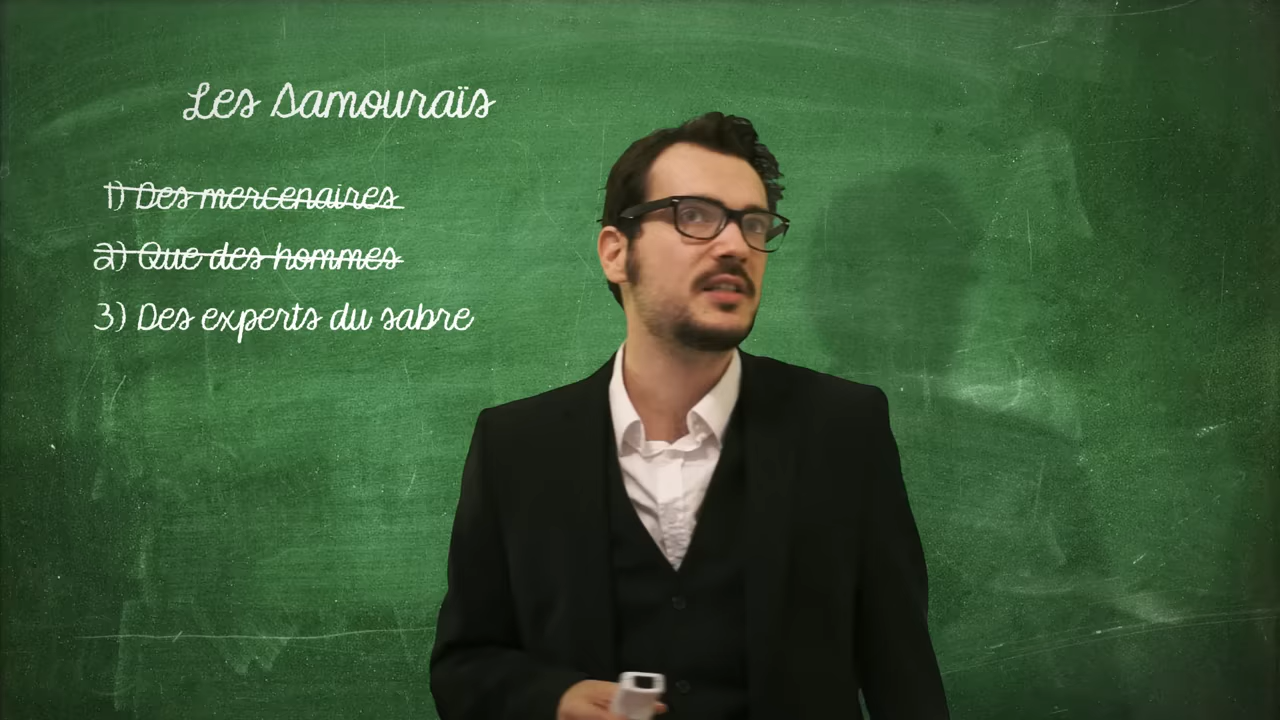 Les Samouraïs
1) Des mercenaires
2) Que des hommes
3) Des experts du sabre